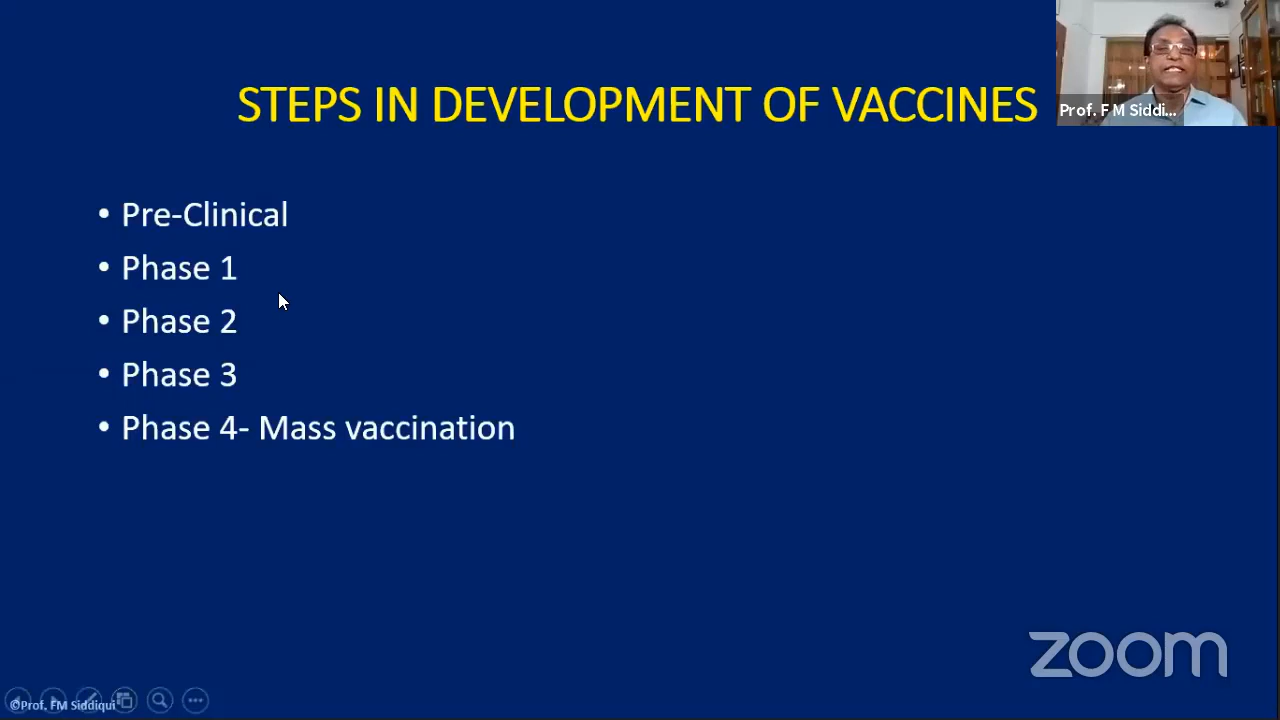 STEPS IN DEVELOPMENT OF VACCINES
Prof. F M Siddi...
• Pre-Clinical
• Phase 1
• Phase 2
• Phase 3
• Phase 4- Mass vaccination
zoom
©Prof. FM Siddiqui